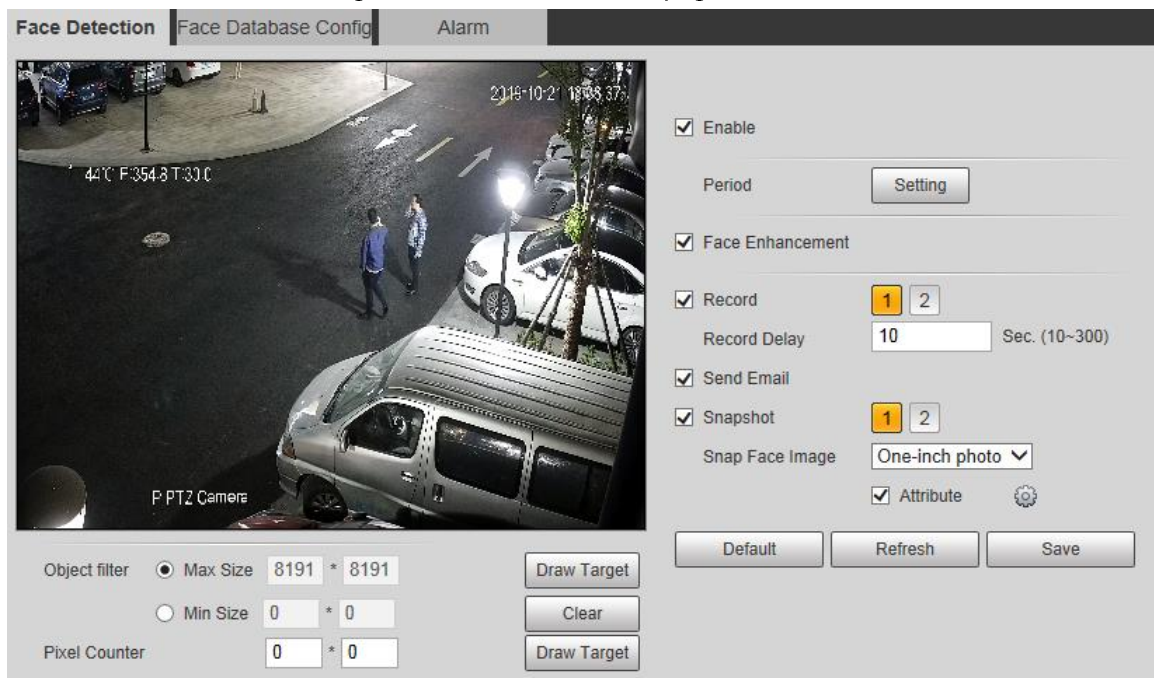 Face Detection Face Database Config Alarm
2019-10-21 18:08:37
44℃ F:354.8 T:30.0
P PTZ Camera
Enable
Period Setting
Face Enhancement
Record 1 2
Record Delay 10 Sec. (10~300)
Send Email
Snapshot 1 2
Snap Face Image One-inch photo
Attribute
Default Refresh Save
Object filter Max Size 8191 * 8191 Draw Target
Min Size 0 * 0 Clear
Pixel Counter 0 * 0 Draw Target